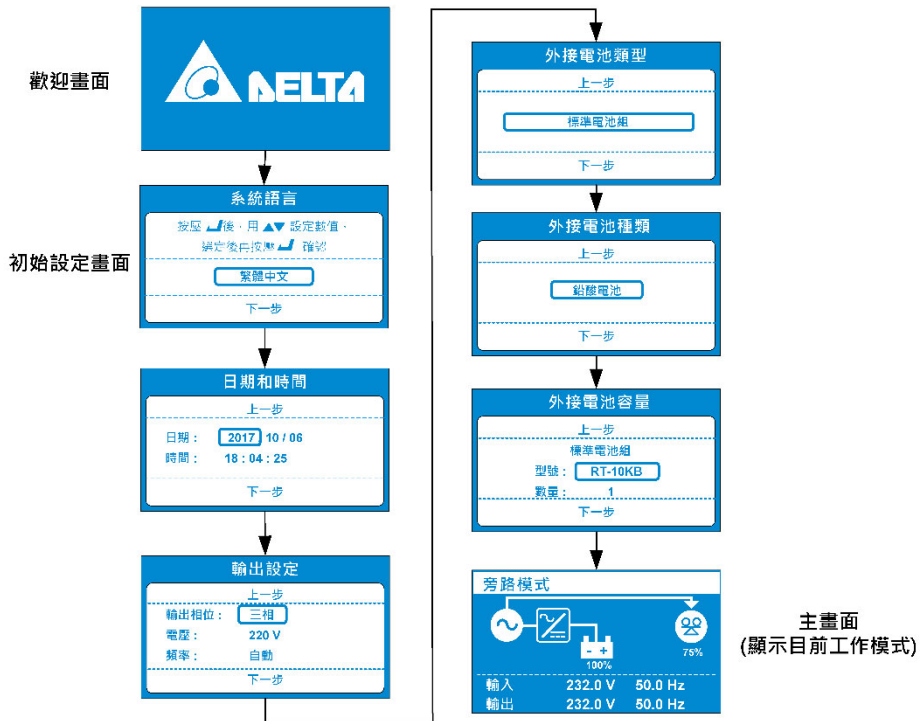 歡迎畫面
DELTA
初始設定畫面
系統語言
按壓 後，用 ▲▼ 設定數值，
選定後再按壓 確認
繁體中文
下一步
日期和時間
上一步
日期： 2017 10 / 06
時間： 18 : 04 : 25
下一步
輸出設定
上一步
輸出相位： 三相
電壓： 220 V
頻率： 自動
下一步
外接電池類型
上一步
標準電池組
下一步
外接電池種類
上一步
鉛酸電池
下一步
外接電池容量
上一步
標準電池組
型號： RT-10KB
數量： 1
下一步
旁路模式
- +
100%
75%
輸入 232.0 V 50.0 Hz
輸出 232.0 V 50.0 Hz
主畫面
(顯示目前工作模式)